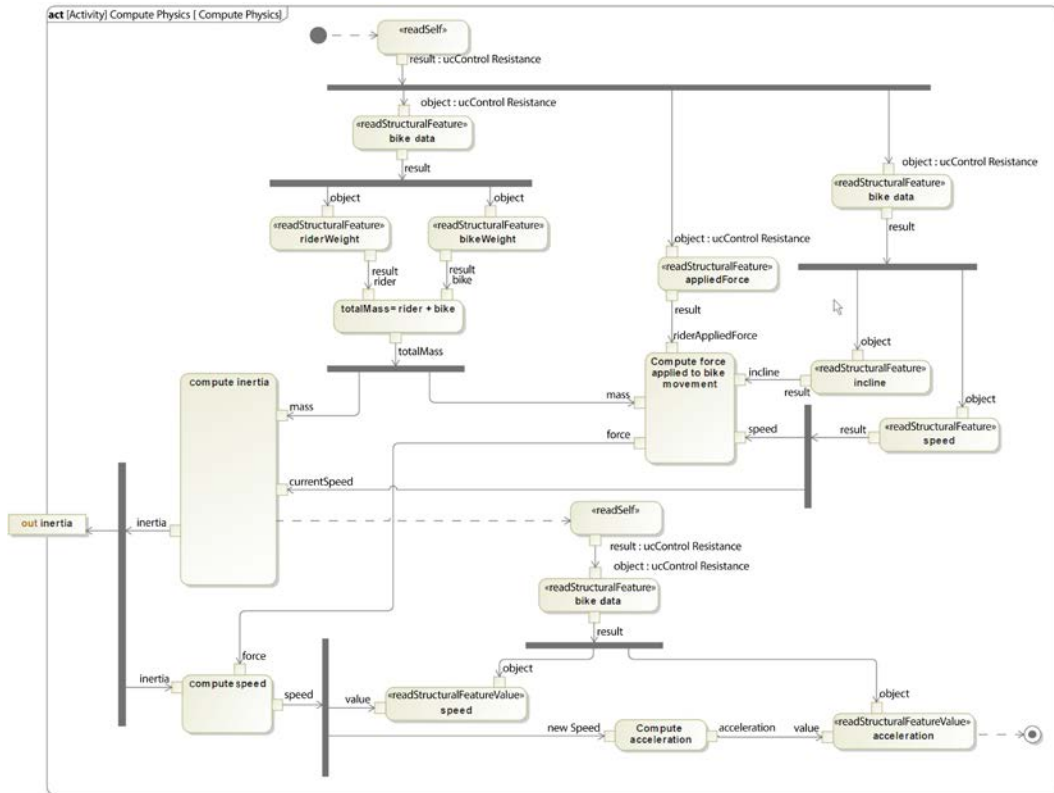 act [Activity] Compute Physics [ Compute Physics]
«readSelf»
result : ucControl Resistance
object : ucControl Resistance
«readStructuralFeature»
bike data
result
object : ucControl Resistance
«readStructuralFeature»
bike data
result
object
object
«readStructuralFeature»
riderWeight
«readStructuralFeature»
bikeWeight
result
rider
result
bike
object : ucControl Resistance
«readStructuralFeature»
appliedForce
result
totalMass= rider + bike
totalMass
riderAppliedForce
object
Compute force
applied to bike
movement
incline
«readStructuralFeature»
incline
result
compute inertia
mass
mass
object
force
speed
result
«readStructuralFeature»
speed
currentSpeed
«readSelf»
out inertia
inertia
result : ucControl Resistance
object : ucControl Resistance
«readStructuralFeature»
bike data
result
force
object
object
inertia
compute speed
speed
value
«readStructuralFeatureValue»
speed
new Speed
Compute
acceleration
acceleration
value
«readStructuralFeatureValue»
acceleration